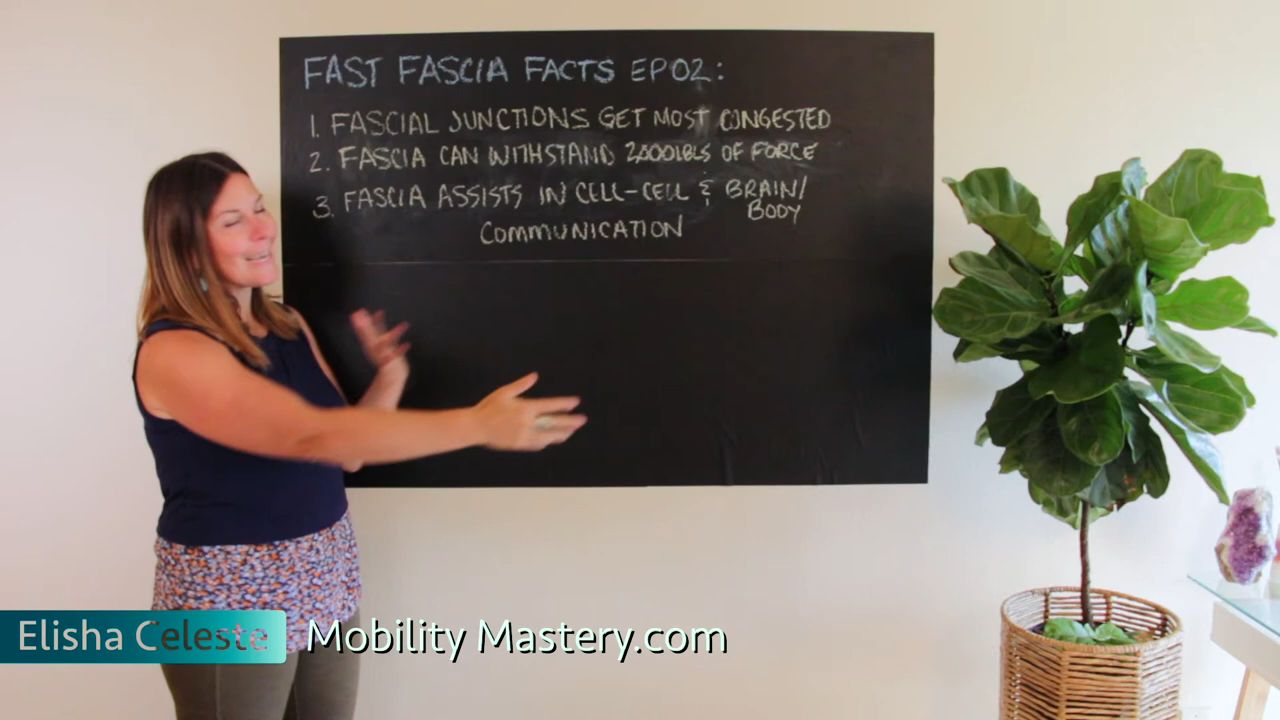 FAST FASCIA FACTS EP02:
1. FASCIAL JUNCTIONS GET MOST CONGESTED
2. FASCIA CAN WITHSTAND 2000lbs OF FORCE
3. FASCIA ASSISTS IN CELL-CELL & BRAIN/
BODY
COMMUNICATION
Elisha Celeste
Mobility Mastery.com